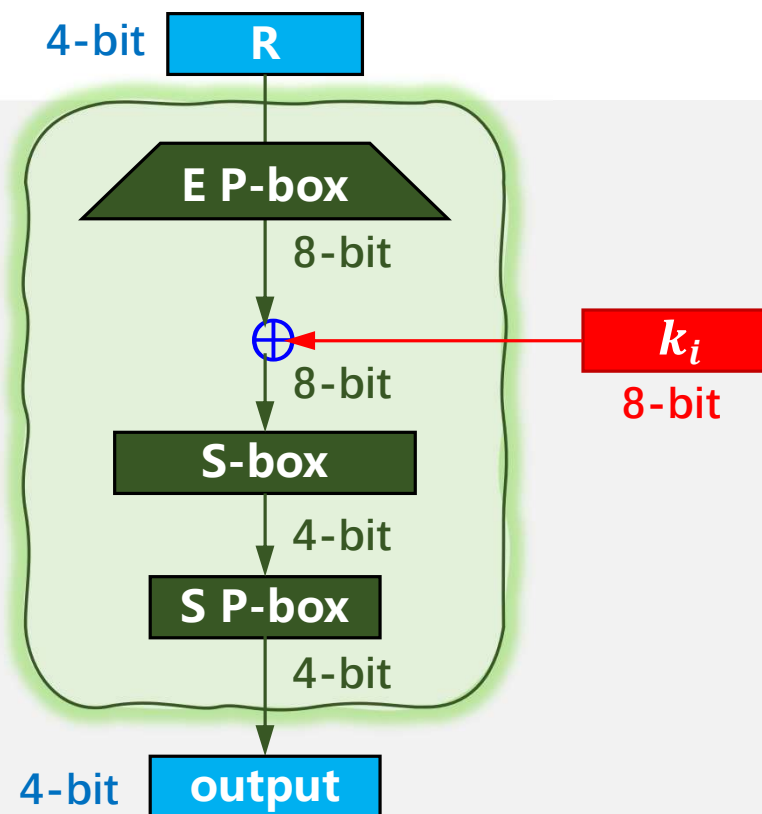 4-bit R
E P-box
8-bit
k_i
8-bit
8-bit
S-box
4-bit
S P-box
4-bit
4-bit output